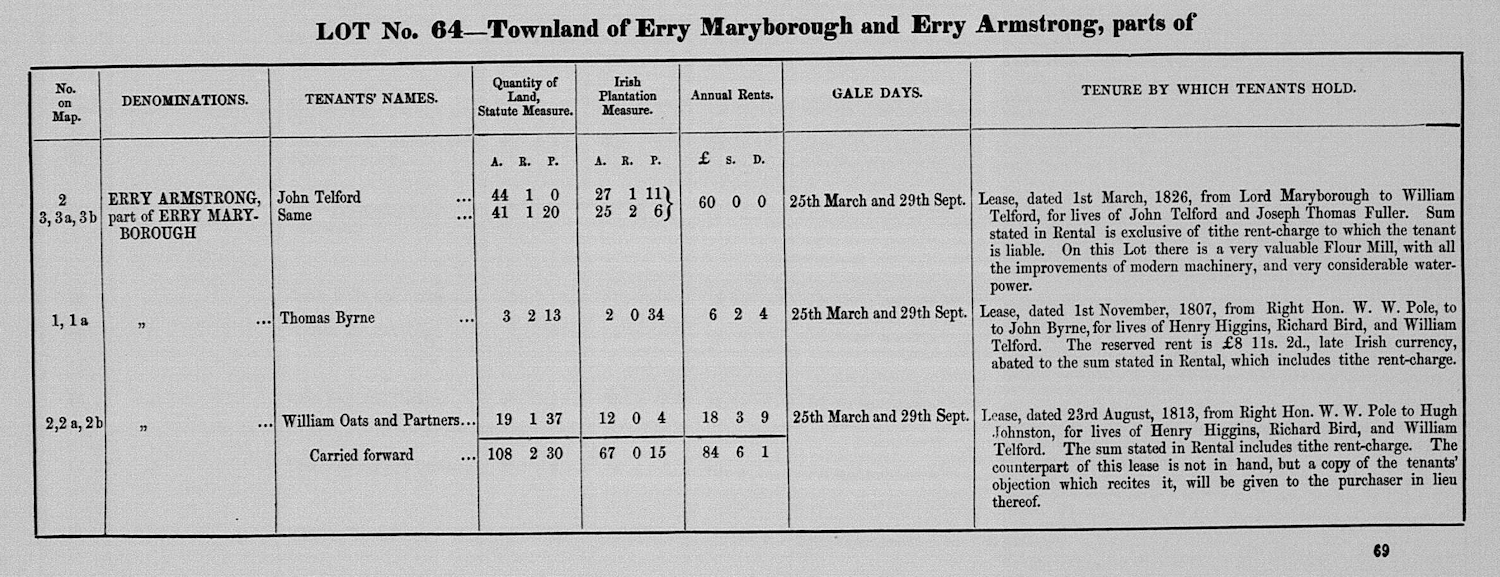 LOT No. 64—Townland of Erry Maryborough and Erry Armstrong, parts of
No. on Map. DENOMINATIONS. TENANTS' NAMES. Quantity of Land, Statute Measure. Irish Plantation Measure. Annual Rents. GALE DAYS. TENURE BY WHICH TENANTS HOLD.
A. R. P. A. R. P. £ S. D.
2 ERRY ARMSTRONG, John Telford ... 44 1 0 27 1 11} 60 0 0 25th March and 29th Sept. Lease, dated 1st March, 1826, from Lord Maryborough to William
3, 3a, 3b part of ERRY MARY- Same ... 41 1 20 25 2 6} Telford, for lives of John Telford and Joseph Thomas Fuller. Sum
BOROUGH stated in Rental is exclusive of tithe rent-charge to which the tenant
is liable. On this Lot there is a very valuable Flour Mill, with all
the improvements of modern machinery, and very considerable water-
power.
1, 1a „ ... Thomas Byrne ... 3 2 13 2 0 34 6 2 4 25th March and 29th Sept. Lease, dated 1st November, 1807, from Right Hon. W. W. Pole, to
to John Byrne, for lives of Henry Higgins, Richard Bird, and William
Telford. The reserved rent is £8 11s. 2d., late Irish currency,
abated to the sum stated in Rental, which includes tithe rent-charge.
2, 2a, 2b „ ... William Oats and Partners... 19 1 37 12 0 4 18 3 9 25th March and 29th Sept. Lease, dated 23rd August, 1813, from Right Hon. W. W. Pole to Hugh
Johnston, for lives of Henry Higgins, Richard Bird, and William
Telford. The sum stated in Rental includes tithe rent-charge. The
Carried forward ... 108 2 30 67 0 15 84 6 1 counterpart of this lease is not in hand, but a copy of the tenants'
objection which recites it, will be given to the purchaser in lieu
thereof.
69